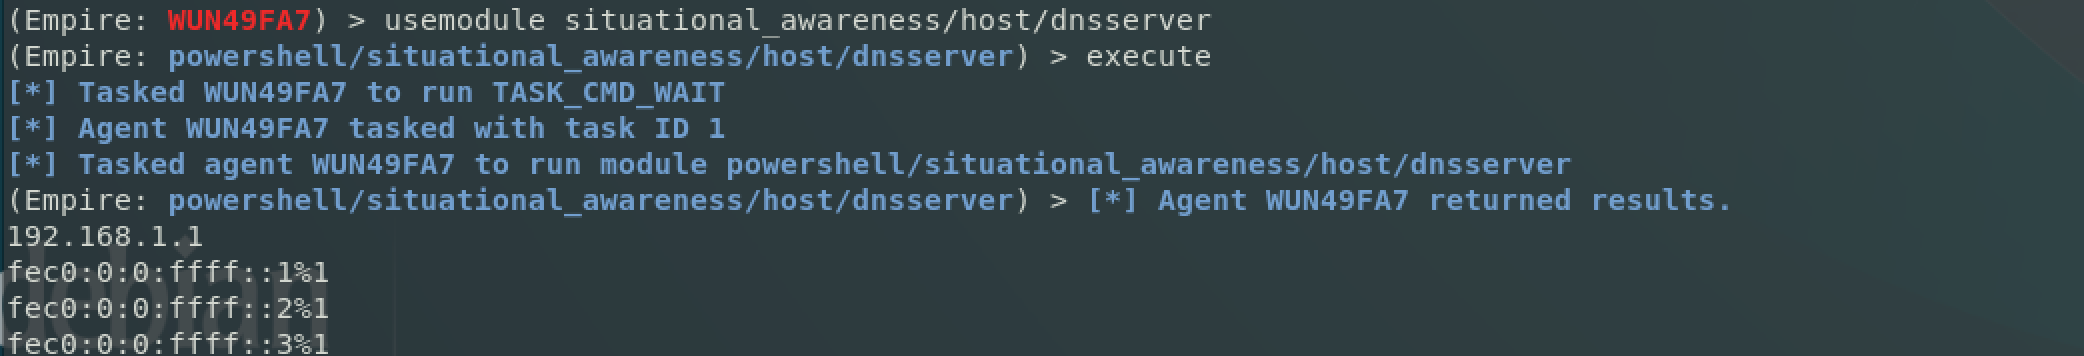 (Empire: WUN49FA7) > usemodule situational_awareness/host/dnsserver
(Empire: powershell/situational_awareness/host/dnsserver) > execute
[*] Tasked WUN49FA7 to run TASK_CMD_WAIT
[*] Agent WUN49FA7 tasked with task ID 1
[*] Tasked agent WUN49FA7 to run module powershell/situational_awareness/host/dnsserver
(Empire: powershell/situational_awareness/host/dnsserver) > [*] Agent WUN49FA7 returned results.
192.168.1.1
fec0:0:0:ffff::1%1
fec0:0:0:ffff::2%1
fec0:0:0:ffff::3%1
debian